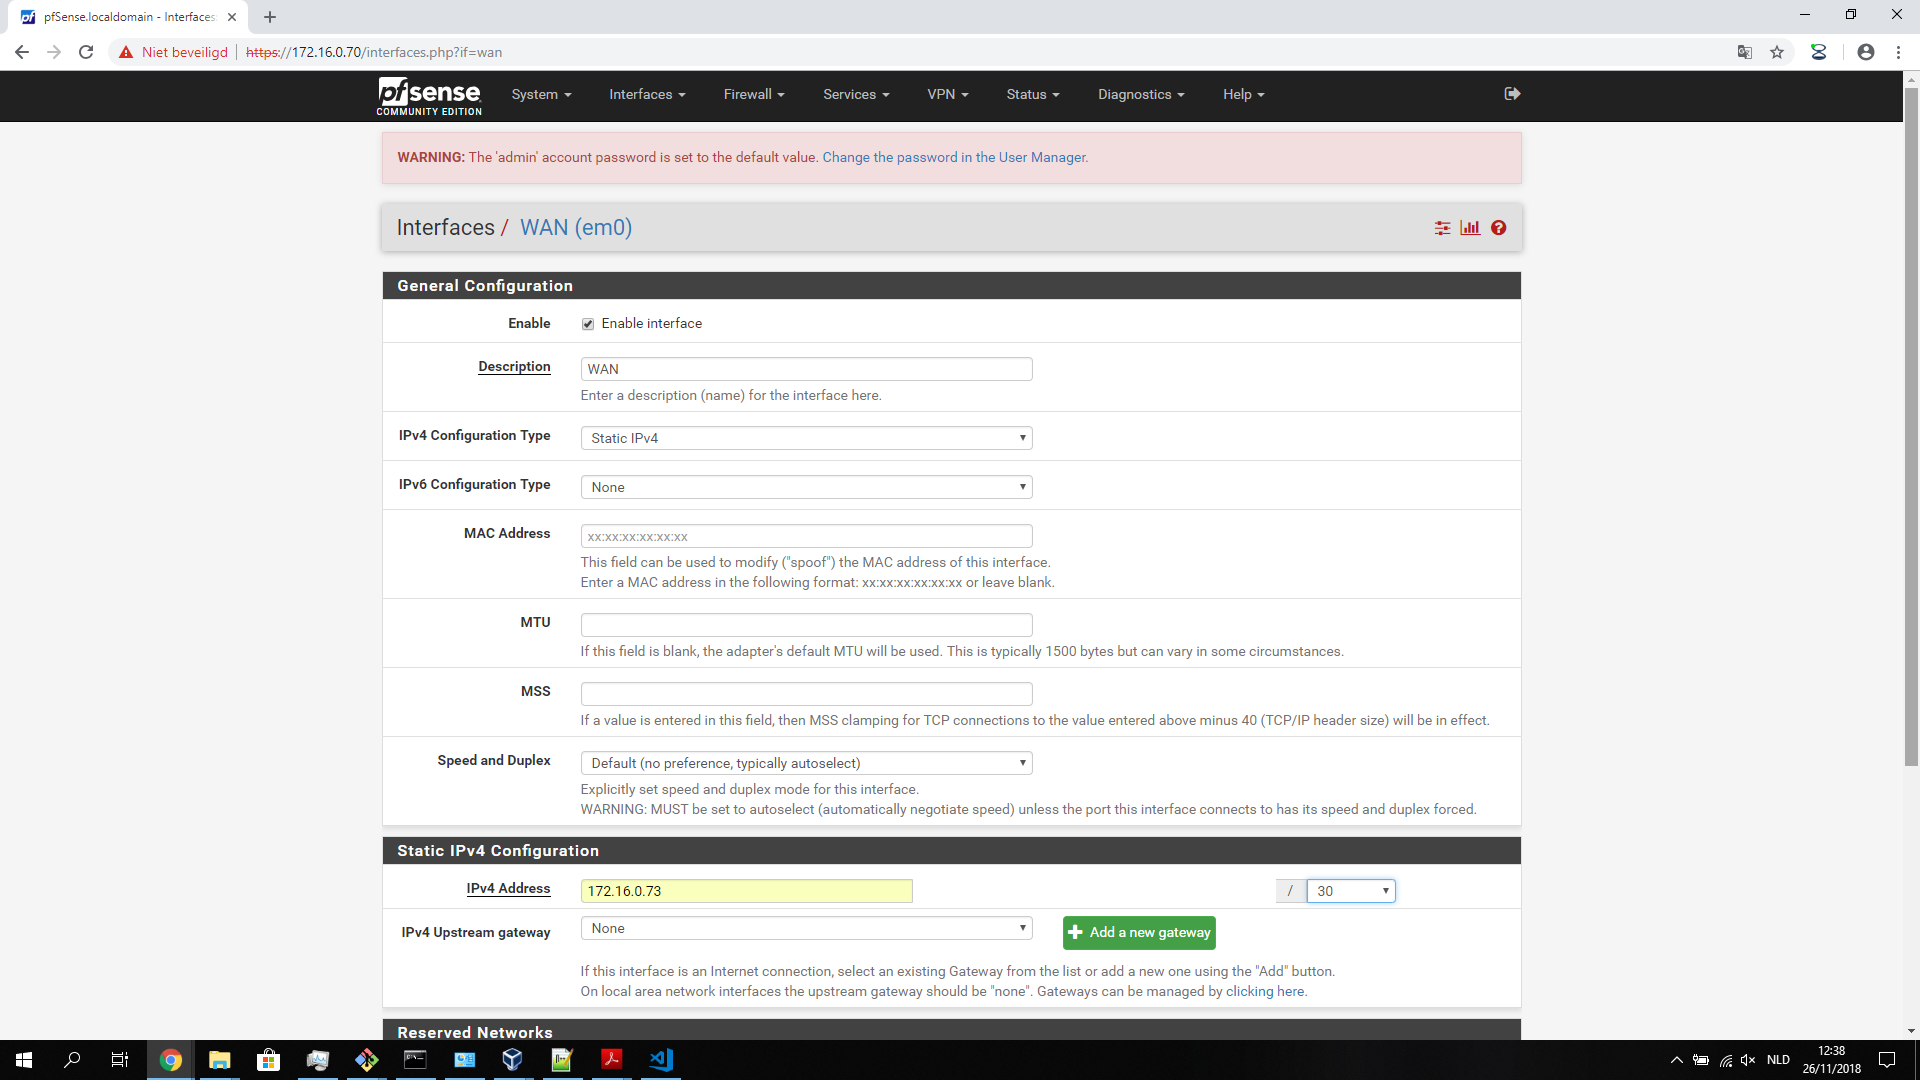 pfSense.localdomain - Interfaces:
Niet beveiligd
https://172.16.0.70/interfaces.php?if=wan
pfsense
COMMUNITY EDITION
System
Interfaces
Firewall
Services
VPN
Status
Diagnostics
Help
WARNING: The 'admin' account password is set to the default value. Change the password in the User Manager.
Interfaces / WAN (em0)
General Configuration
Enable
Enable interface
Description
WAN
Enter a description (name) for the interface here.
IPv4 Configuration Type
Static IPv4
IPv6 Configuration Type
None
MAC Address
xx:xx:xx:xx:xx:xx
This field can be used to modify ("spoof") the MAC address of this interface.
Enter a MAC address in the following format: xx:xx:xx:xx:xx:xx or leave blank.
MTU
If this field is blank, the adapter's default MTU will be used. This is typically 1500 bytes but can vary in some circumstances.
MSS
If a value is entered in this field, then MSS clamping for TCP connections to the value entered above minus 40 (TCP/IP header size) will be in effect.
Speed and Duplex
Default (no preference, typically autoselect)
Explicitly set speed and duplex mode for this interface.
WARNING: MUST be set to autoselect (automatically negotiate speed) unless the port this interface connects to has its speed and duplex forced.
Static IPv4 Configuration
IPv4 Address
172.16.0.73
/ 30
IPv4 Upstream gateway
None
Add a new gateway
If this interface is an Internet connection, select an existing Gateway from the list or add a new one using the "Add" button.
On local area network interfaces the upstream gateway should be "none". Gateways can be managed by clicking here.
Reserved Networks
NLD
12:38
26/11/2018